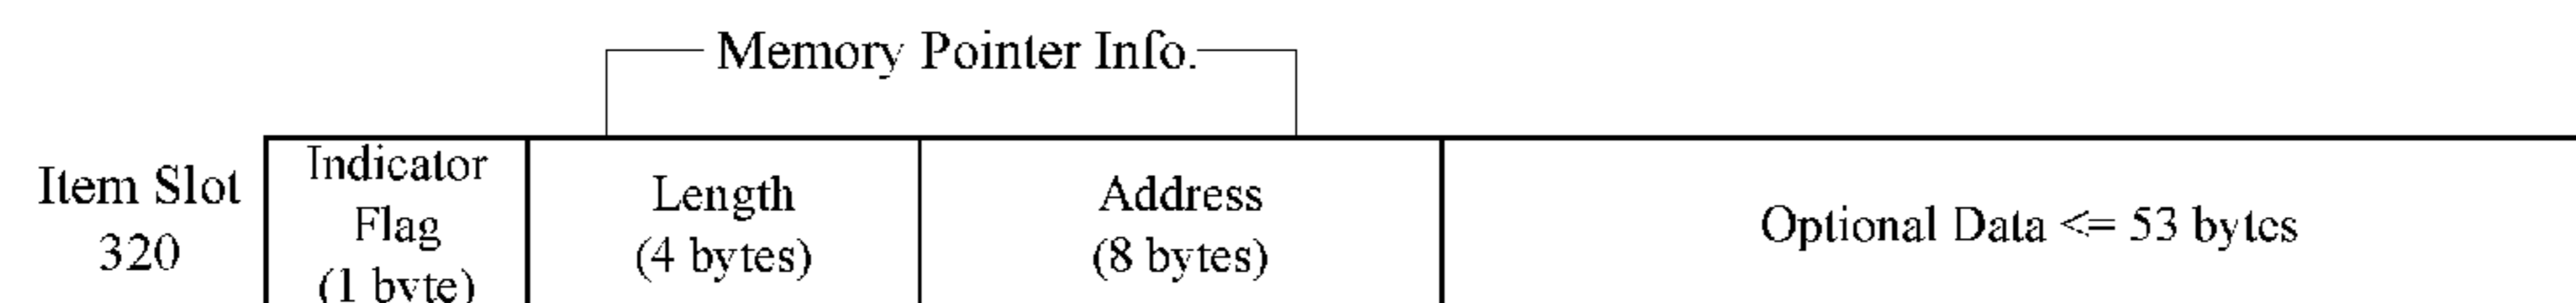 Memory Pointer Info.
Item Slot
320
Indicator
Flag
(1 byte)
Length
(4 bytes)
Address
(8 bytes)
Optional Data <= 53 bytes